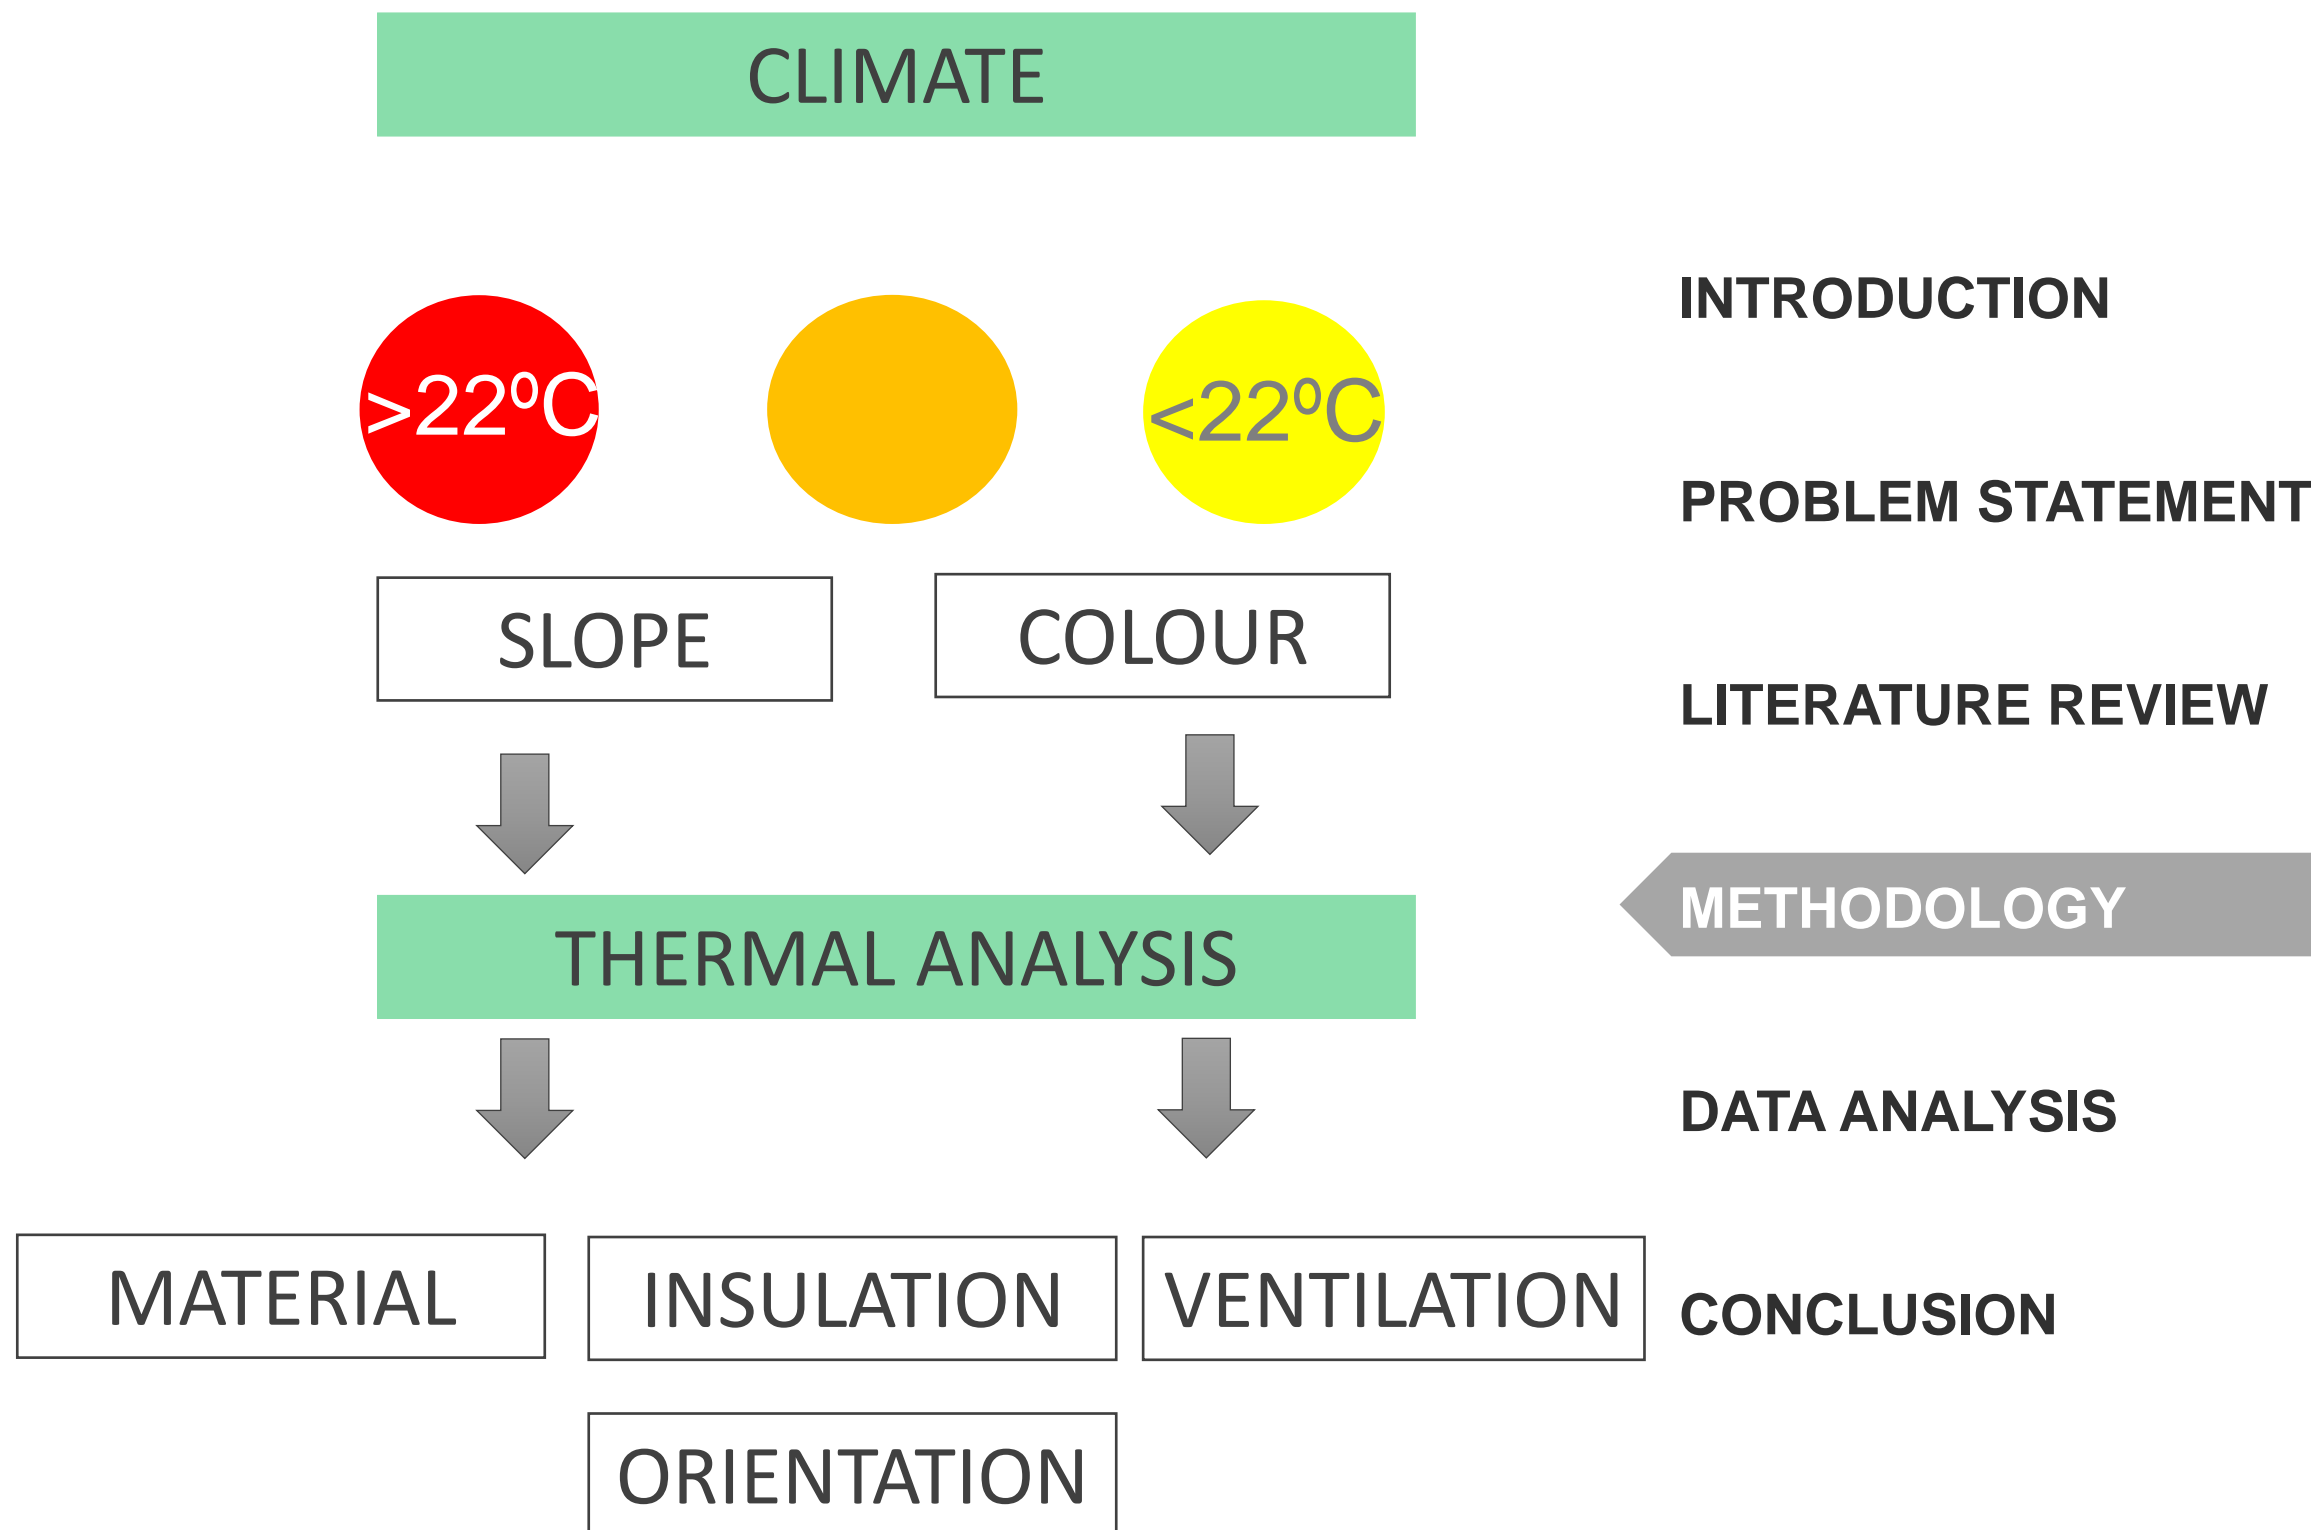 CLIMATE
>22ºC
<22ºC
SLOPE
COLOUR
THERMAL ANALYSIS
MATERIAL
INSULATION
VENTILATION
ORIENTATION
INTRODUCTION
PROBLEM STATEMENT
LITERATURE REVIEW
METHODOLOGY
DATA ANALYSIS
CONCLUSION